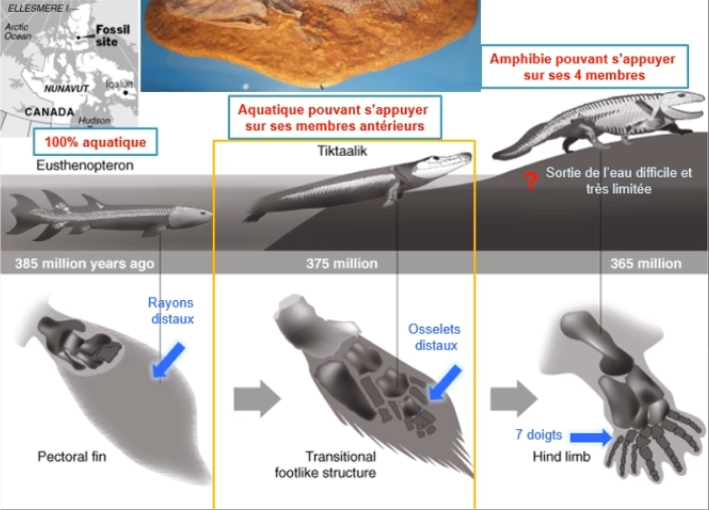 ELLESMERE I.
Arctic
Ocean
Fossil
site
NUNAVUT
Iqaluit
CANADA
Hudson
100% aquatique
Eusthenopteron
Aquatique pouvant s'appuyer
sur ses membres antérieurs
Tiktaalik
Amphibie pouvant s'appuyer
sur ses 4 membres
? Sortie de l'eau difficile et
très limitée
385 million years ago
375 million
365 million
Rayons
distaux
Pectoral fin
Osselets
distaux
Transitional
footlike structure
7 doigts
Hind limb